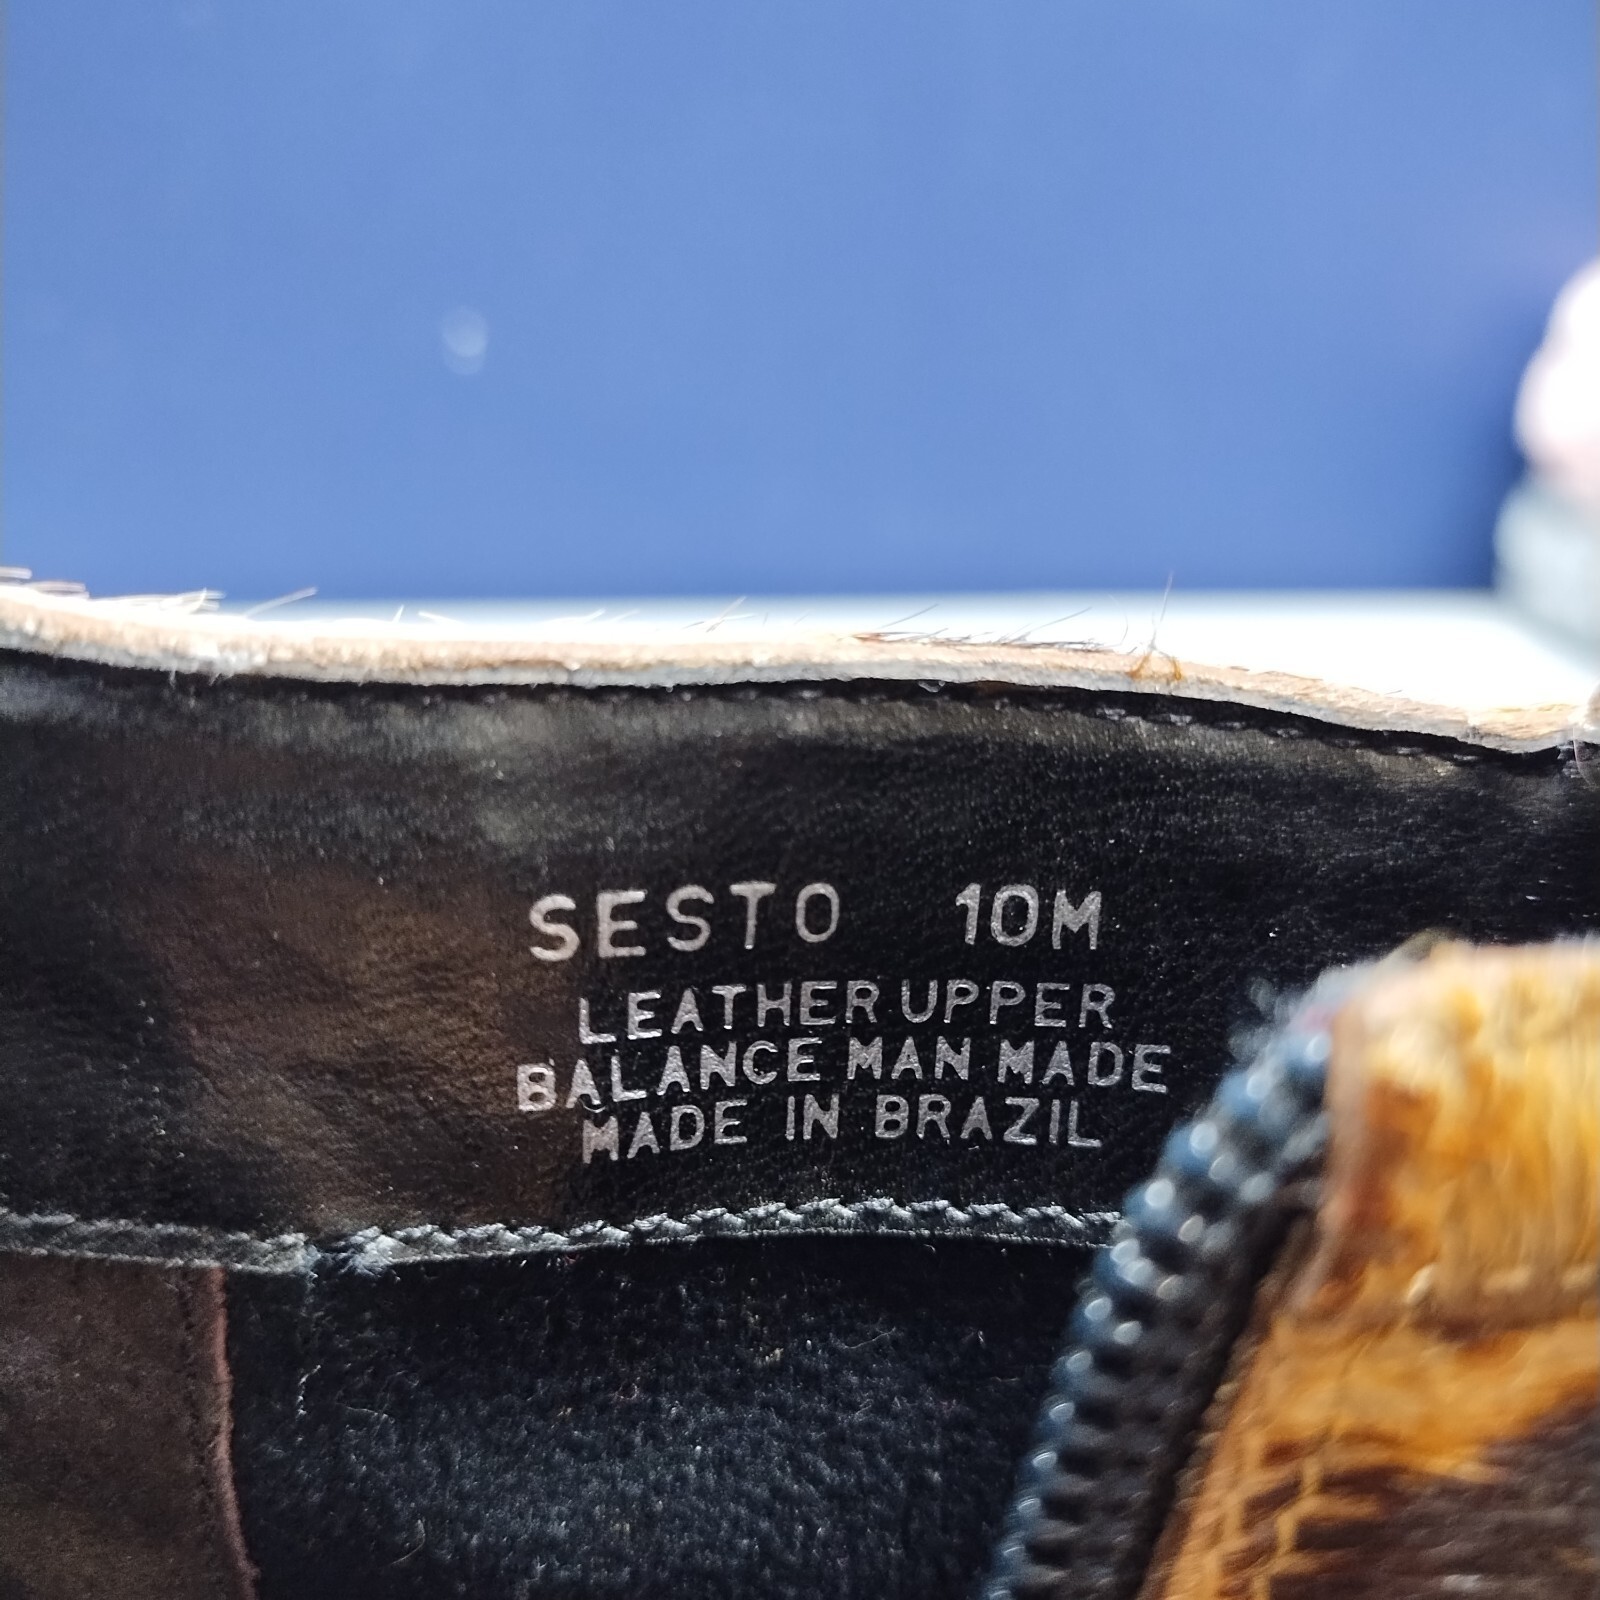 SESTO 10M
LEATHER UPPER
BALANCE MAN MADE
MADE IN BRAZIL